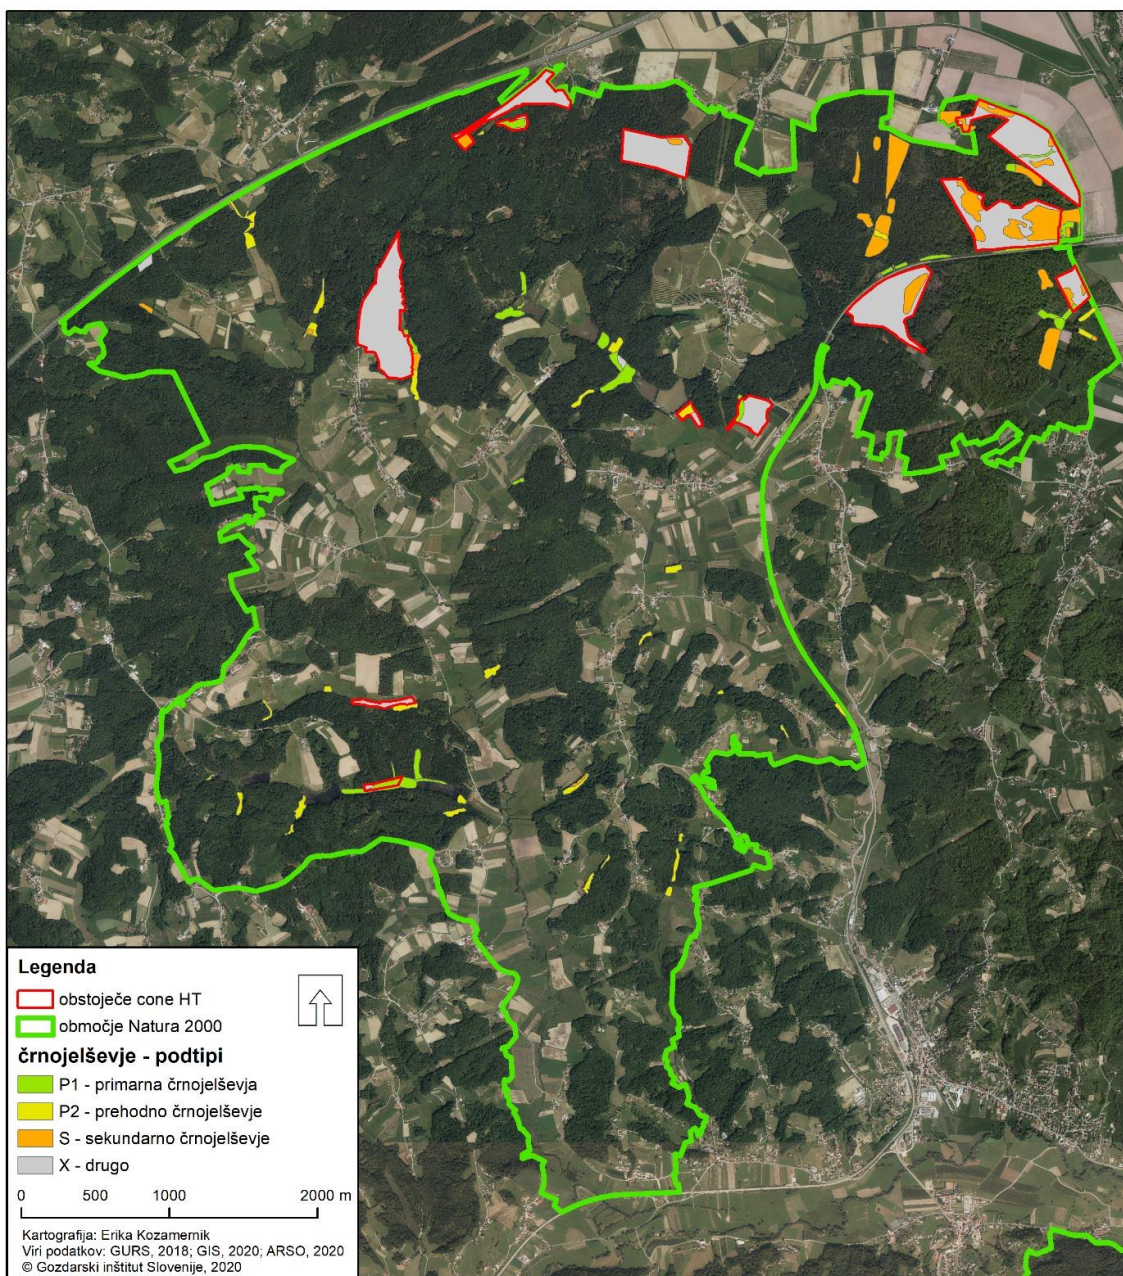 Legenda
obstoječe cone HT
območje Natura 2000
črnojelševje - podtipi
P1 - primarna črnojelševja
P2 - prehodno črnojelševje
S - sekundarno črnojelševje
X - drugo
0 500 1000 2000 m
Kartografija: Erika Kozamernik
Viri podatkov: GURS, 2018; GIS, 2020; ARSO, 2020
© Gozdarski inštitut Slovenije, 2020